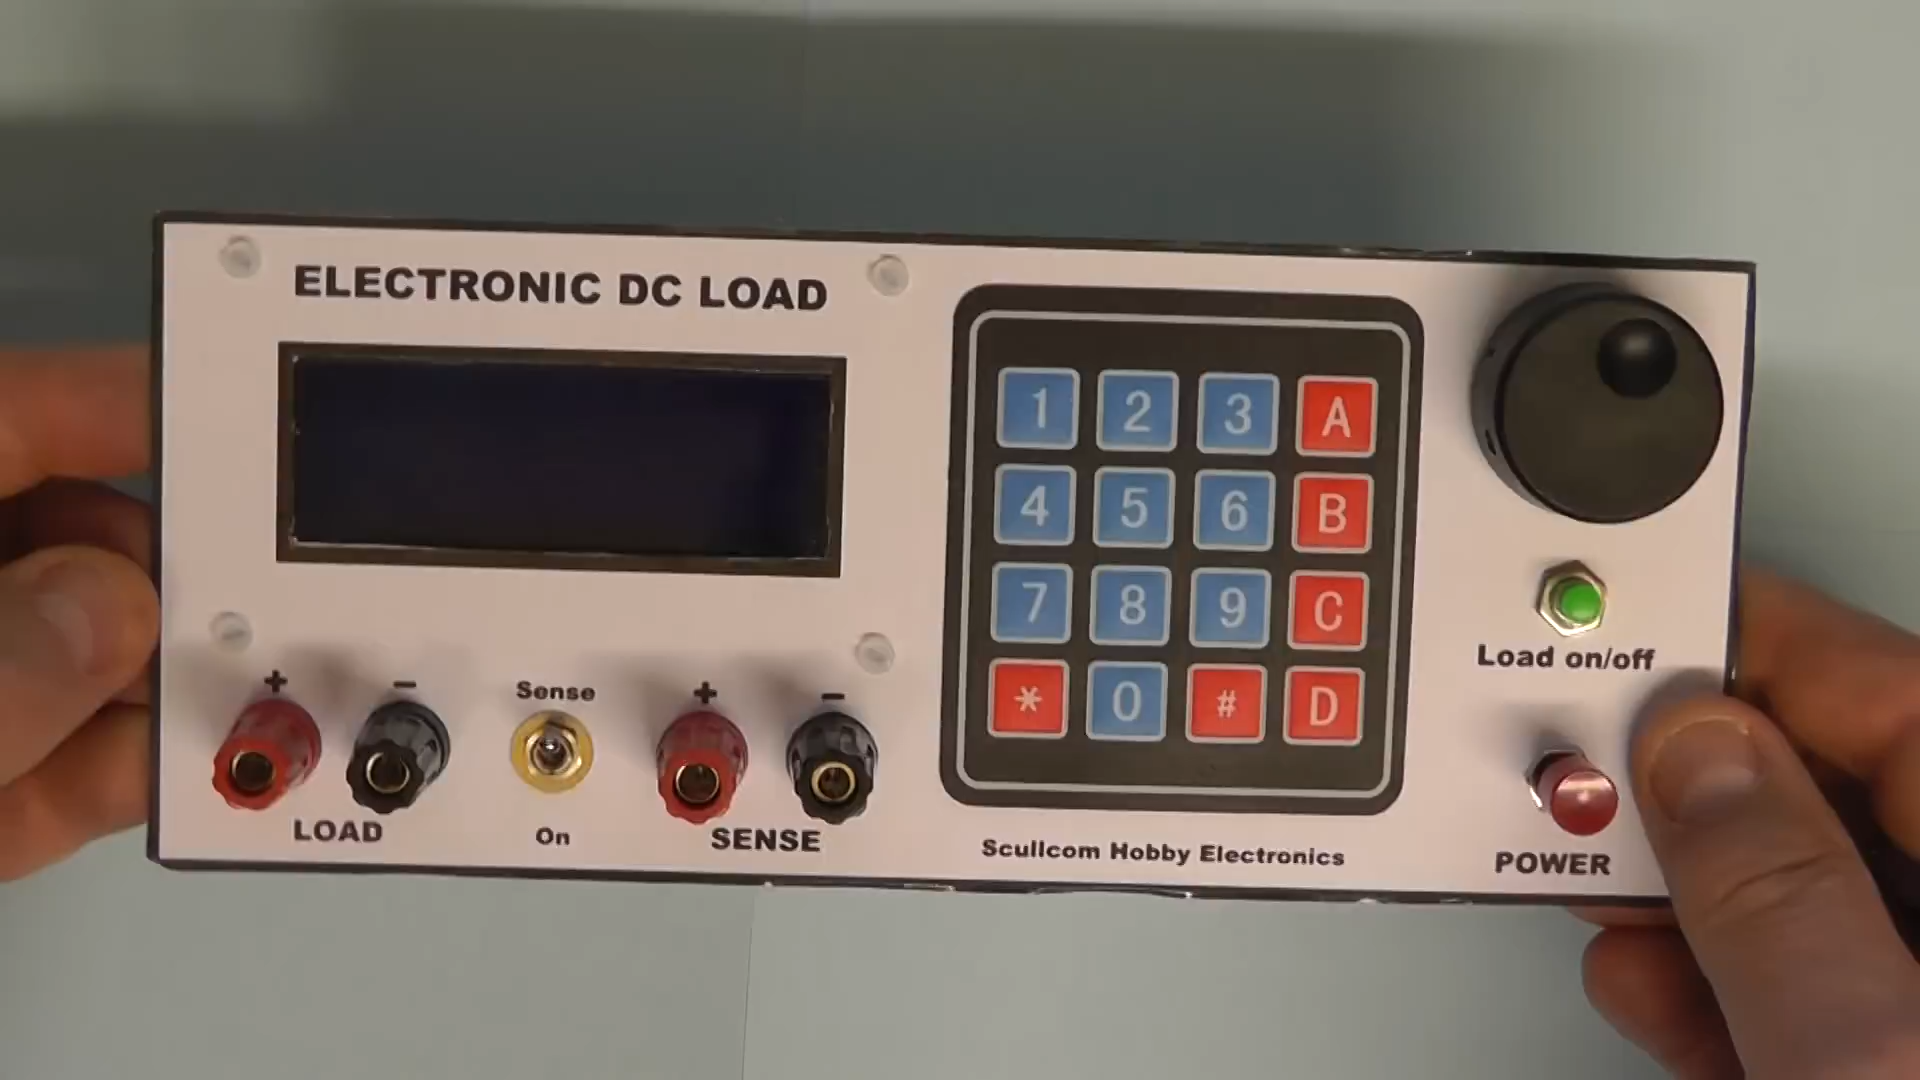 ELECTRONIC DC LOAD
1 2 3 A
4 5 6 B
7 8 9 C
* 0 # D
Load on/off
+ - Sense + -
LOAD On SENSE
Scullcom Hobby Electronics
POWER